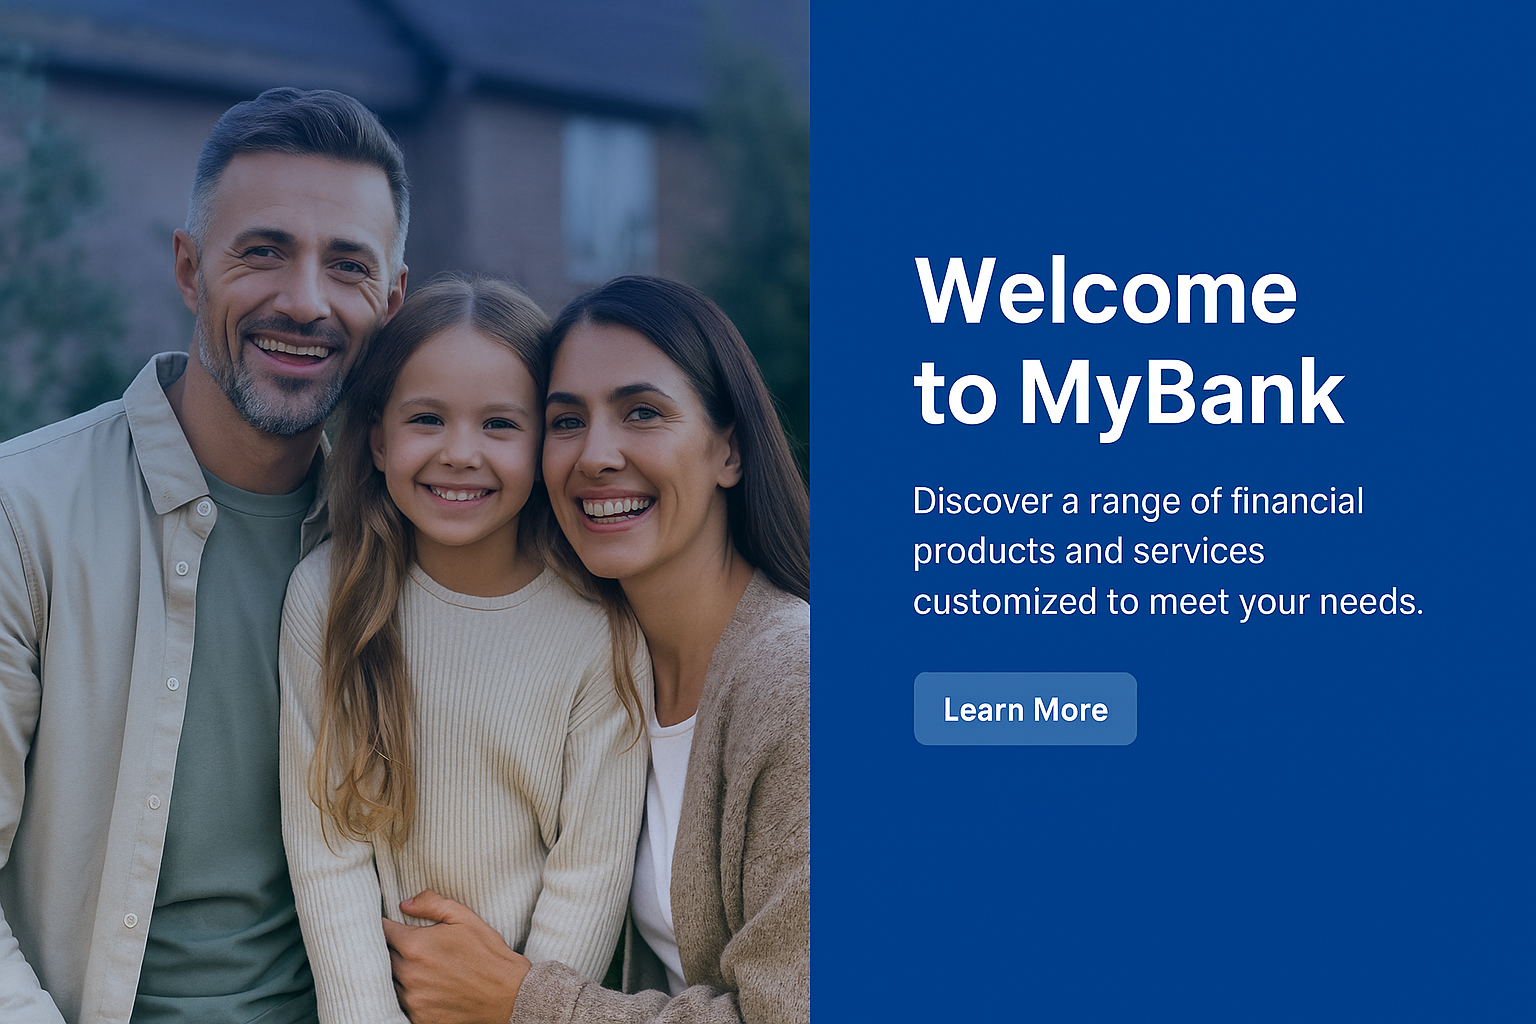 Welcome
to MyBank
Discover a range of financial
products and services
customized to meet your needs.
Learn More